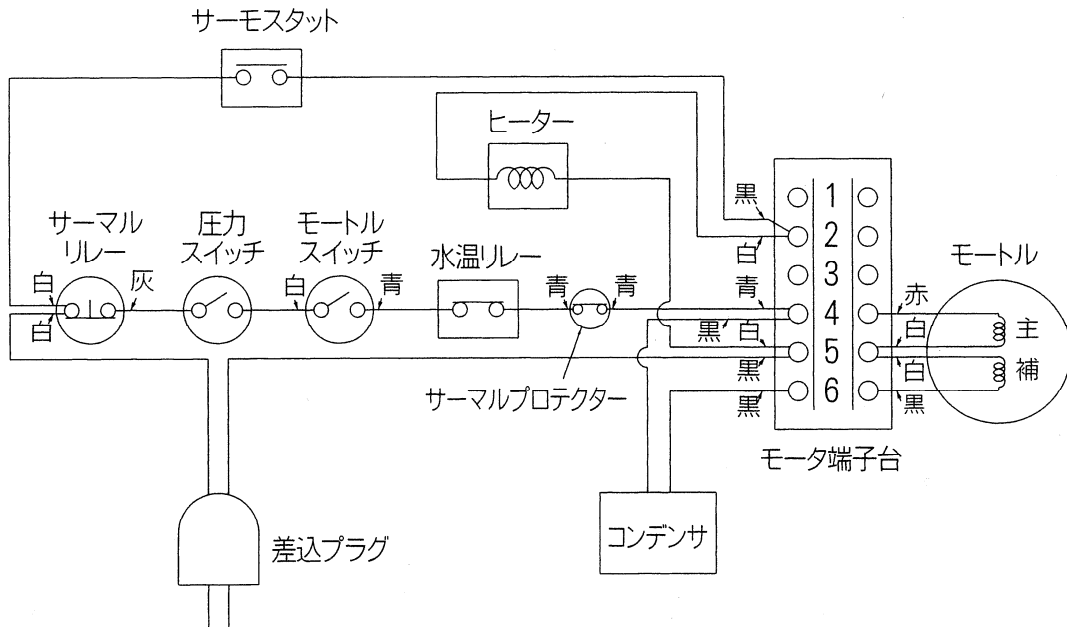 サーモスタット
ヒーター
サーマル
リレー
圧力
スイッチ
モートル
スイッチ
水温リレー
モートル
白
白
灰
白
青
青
青
サーマルプロテクター
黒
白
青
黒
白
黒
黒
1
2
3
4
5
6
赤
白
白
黒
主
補
モータ端子台
コンデンサ
差込プラグ